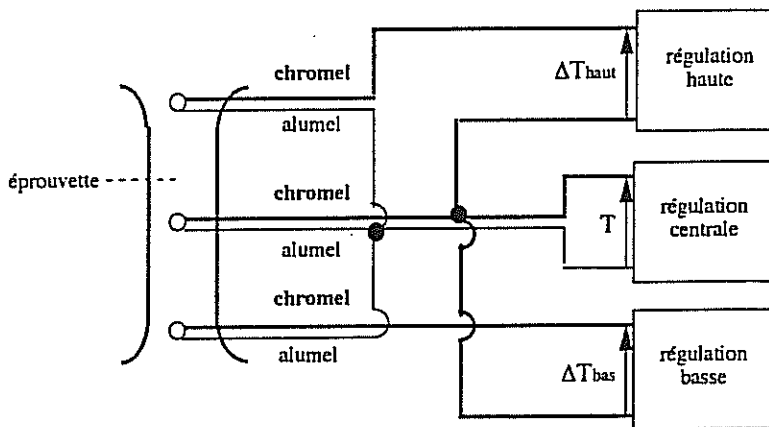 chromel
ΔThaut
régulation
haute
alumel
éprouvette
chromel
T
régulation
centrale
alumel
chromel
alumel
ΔTbas
régulation
basse